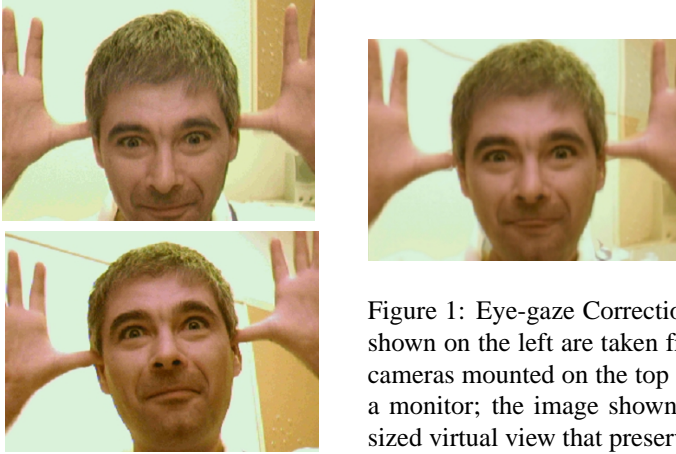 Figure 1: Eye-gaze Correctio
shown on the left are taken f
cameras mounted on the top
a monitor; the image shown
sized virtual view that preser